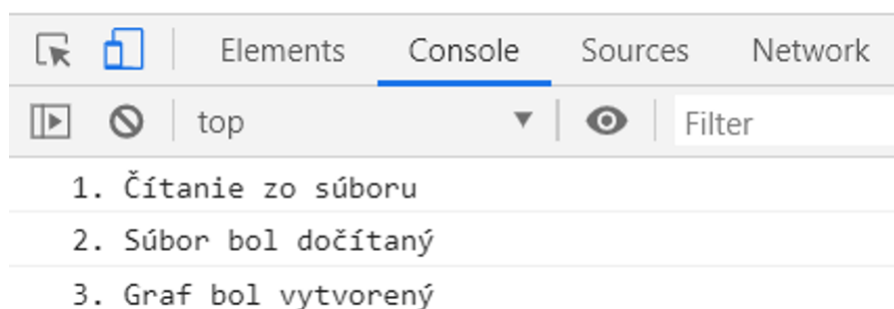 Elements Console Sources Network
top Filter
1. Čítanie zo súboru
2. Súbor bol dočítaný
3. Graf bol vytvorený